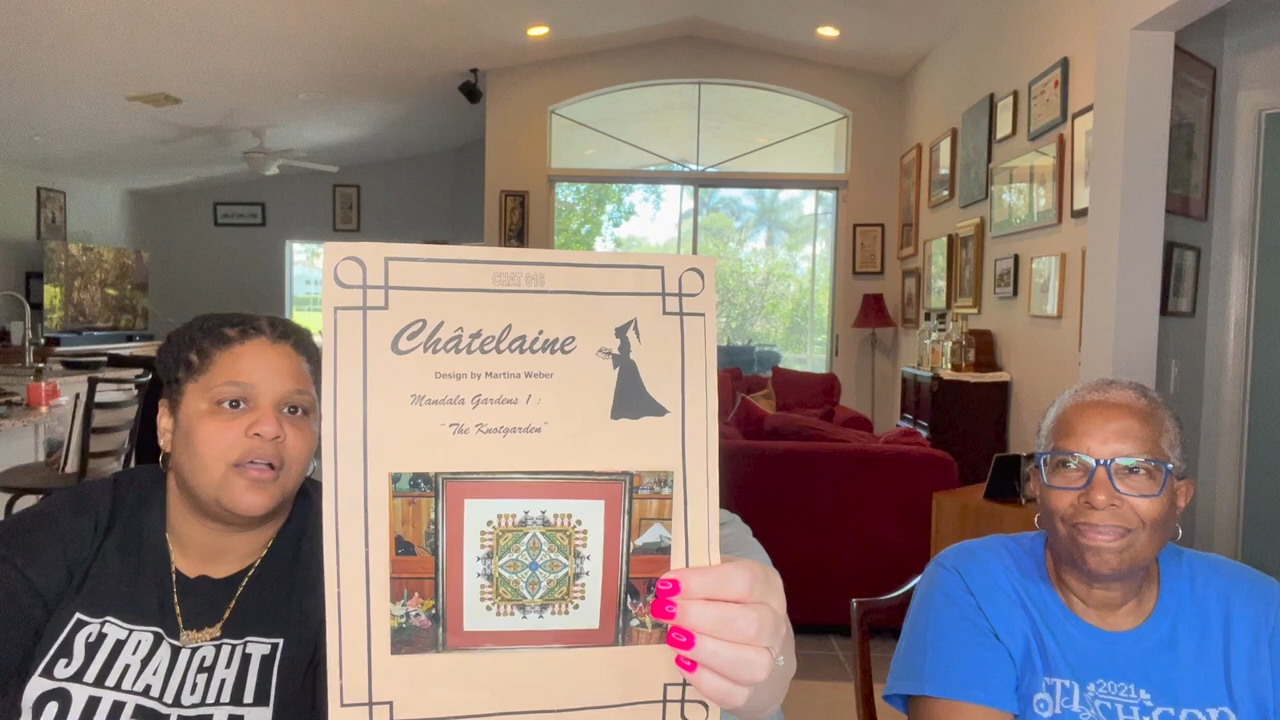 CHAT 016
Châtelaine
Design by Martina Weber
Mandala Gardens 1 :
"The Knotgarden"
STRAIGHT
2021